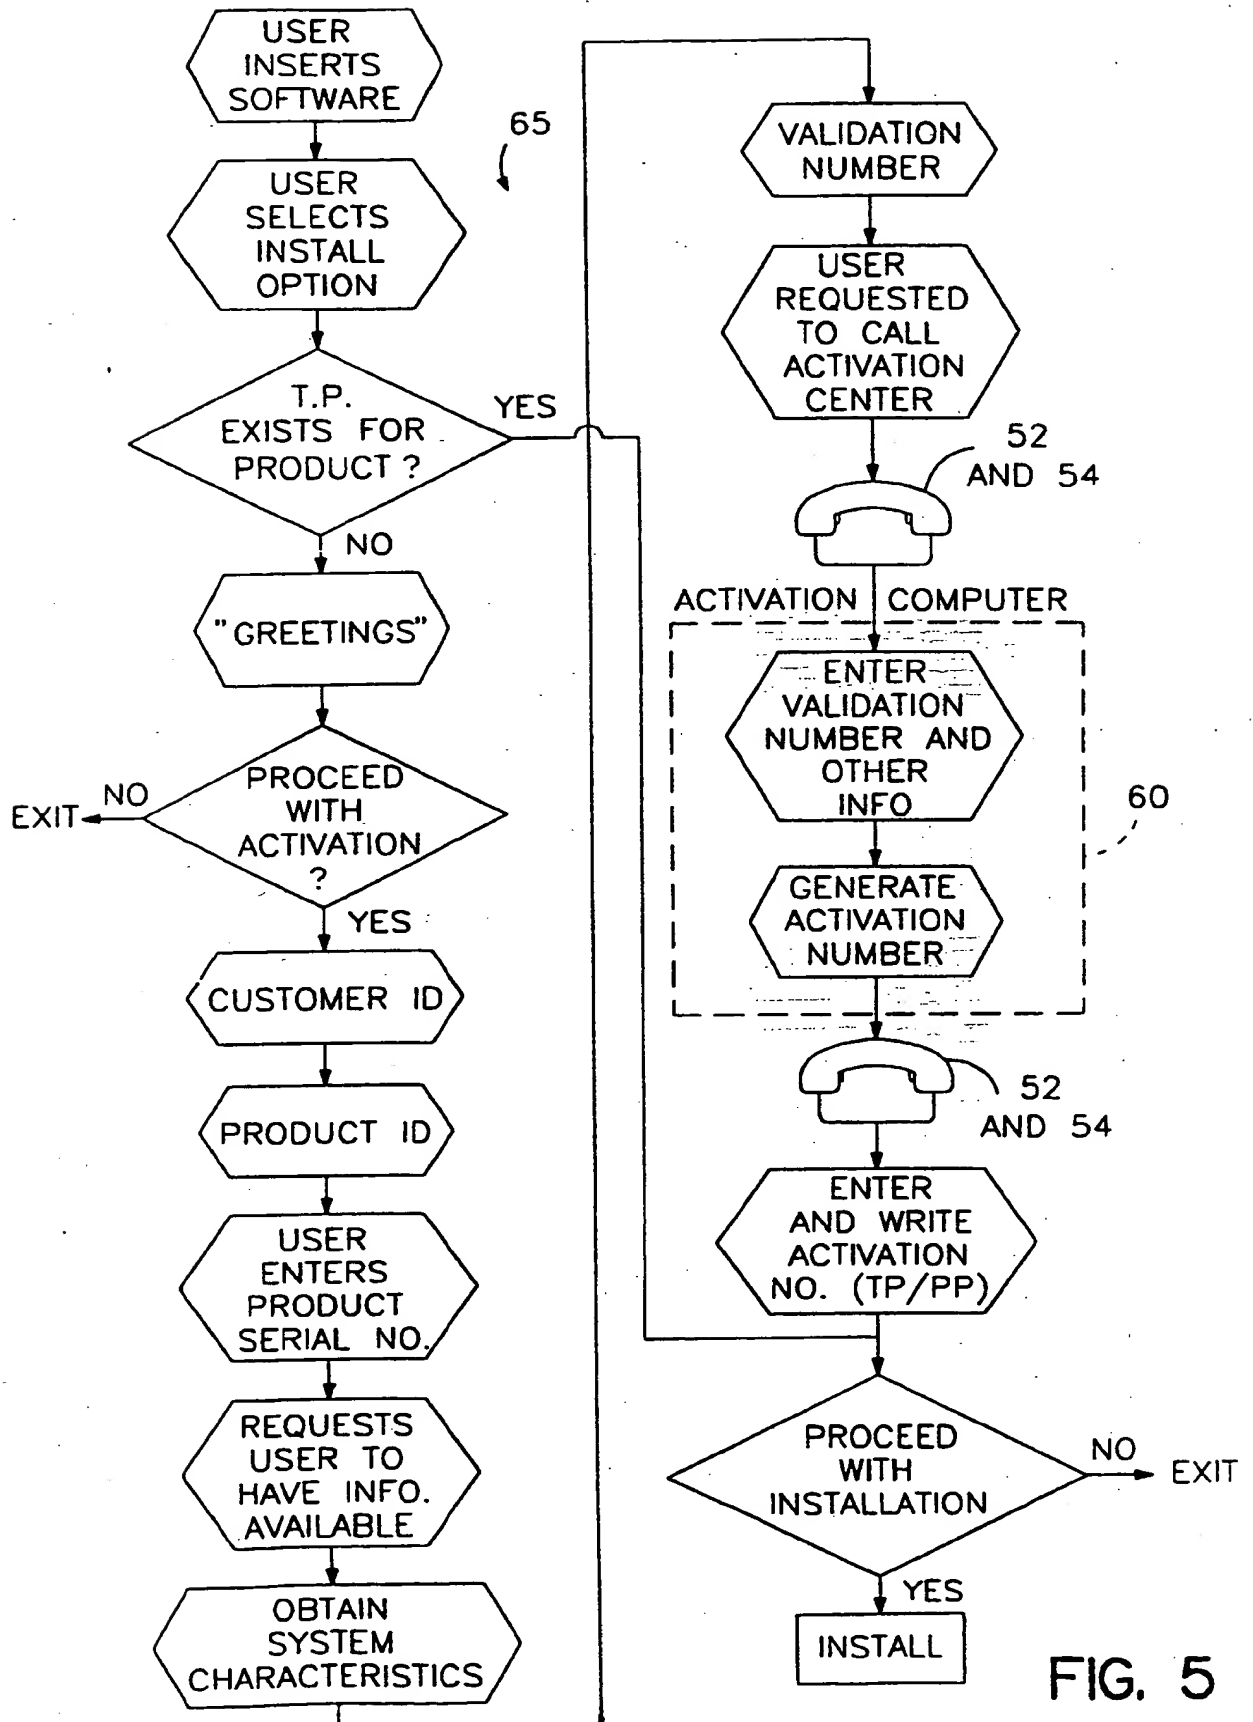 USER
INSERTS
SOFTWARE
65
USER
SELECTS
INSTALL
OPTION
T.P.
EXISTS FOR
PRODUCT ?
YES
NO
"GREETINGS"
PROCEED
WITH
ACTIVATION
?
NO
EXIT
YES
CUSTOMER ID
PRODUCT ID
USER
ENTERS
PRODUCT
SERIAL NO.
REQUESTS
USER TO
HAVE INFO.
AVAILABLE
OBTAIN
SYSTEM
CHARACTERISTICS
VALIDATION
NUMBER
USER
REQUESTED
TO CALL
ACTIVATION
CENTER
52
AND 54
ACTIVATION COMPUTER
ENTER
VALIDATION
NUMBER AND
OTHER
INFO
60
GENERATE
ACTIVATION
NUMBER
52
AND 54
ENTER
AND WRITE
ACTIVATION
NO. (TP/PP)
PROCEED
WITH
INSTALLATION
NO
EXIT
YES
INSTALL
FIG. 5